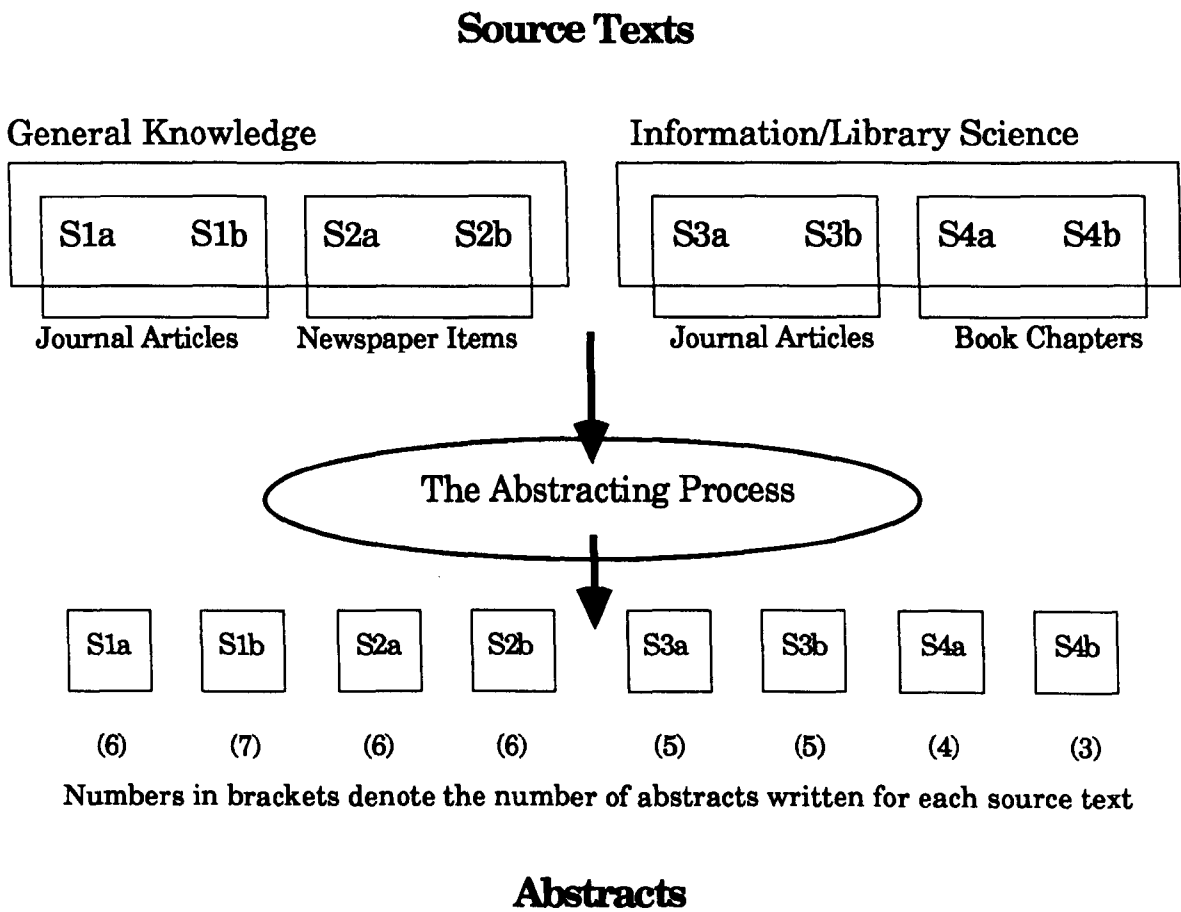 Source Texts
General Knowledge Information/Library Science
S1a S1b S2a S2b S3a S3b S4a S4b
Journal Articles Newspaper Items Journal Articles Book Chapters
The Abstracting Process
S1a S1b S2a S2b S3a S3b S4a S4b
(6) (7) (6) (6) (5) (5) (4) (3)
Numbers in brackets denote the number of abstracts written for each source text
Abstracts